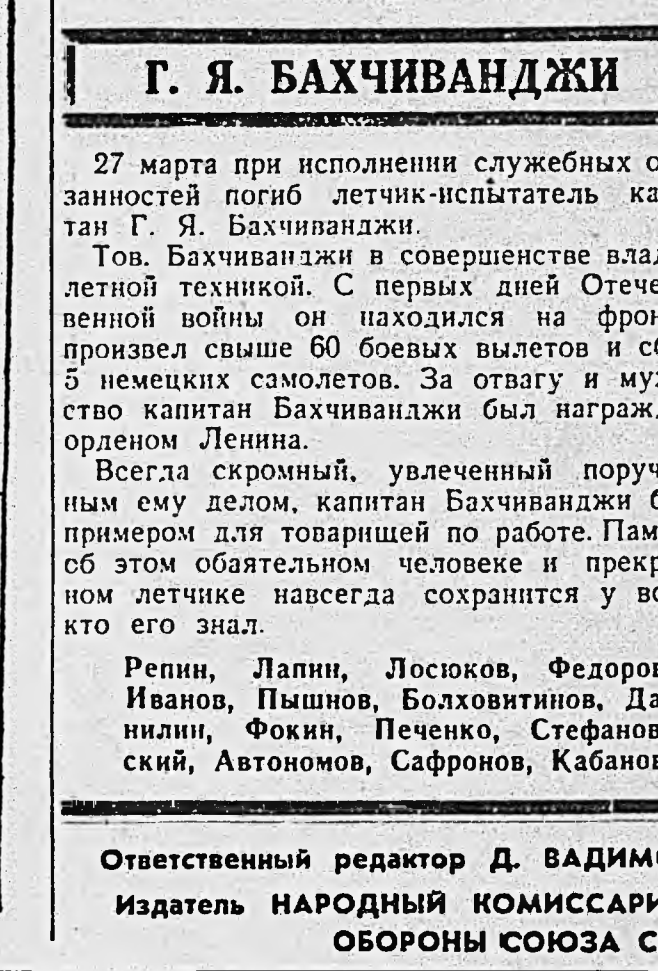 Г. Я. БАХЧИВАНДЖИ
27 марта при исполнении служебных о
занностей погиб летчик-испытатель ка
тан Г. Я. Бахчиванджи.
Тов. Бахчиванджи в совершенстве влад
летной техникой. С первых дней Отече
венной войны он находился на фрон
произвел свыше 60 боевых вылетов и сб
5 немецких самолетов. За отвагу и муж
ство капитан Бахчиванджи был награжд
орденом Ленина.
Всегда скромный, увлеченный поруч
ным ему делом, капитан Бахчиванджи б
примером для товарищей по работе. Пам
об этом обаятельном человеке и прекр
ном летчике навсегда сохранится у вс
кто его знал.
Репин, Лапин, Лосюков, Федоров
Иванов, Пышнов, Болховитинов, Да-
нилин, Фокин, Печенко, Стефанов
ский, Автономов, Сафронов, Кабанов
Ответственный редактор Д. ВАДИМ
Издатель НАРОДНЫЙ КОМИССАРИ
ОБОРОНЫ СОЮЗА С